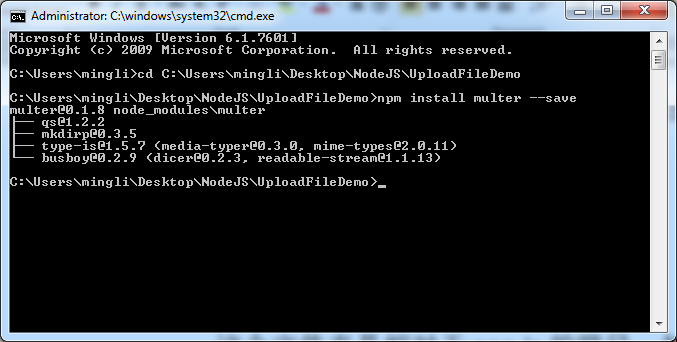 Administrator: C:\windows\system32\cmd.exe
Microsoft Windows [Version 6.1.7601]
Copyright (c) 2009 Microsoft Corporation.  All rights reserved.
C:\Users\mingli>cd C:\Users\mingli\Desktop\NodeJS\UploadFileDemo
C:\Users\mingli\Desktop\NodeJS\UploadFileDemo>npm install multer --save
multer@0.1.8 node_modules\multer
├── qs@1.2.2
├── mkdirp@0.3.5
├── type-is@1.5.7 (media-typer@0.3.0, mime-types@2.0.11)
└── busboy@0.2.9 (dicer@0.2.3, readable-stream@1.1.13)
C:\Users\mingli\Desktop\NodeJS\UploadFileDemo>_